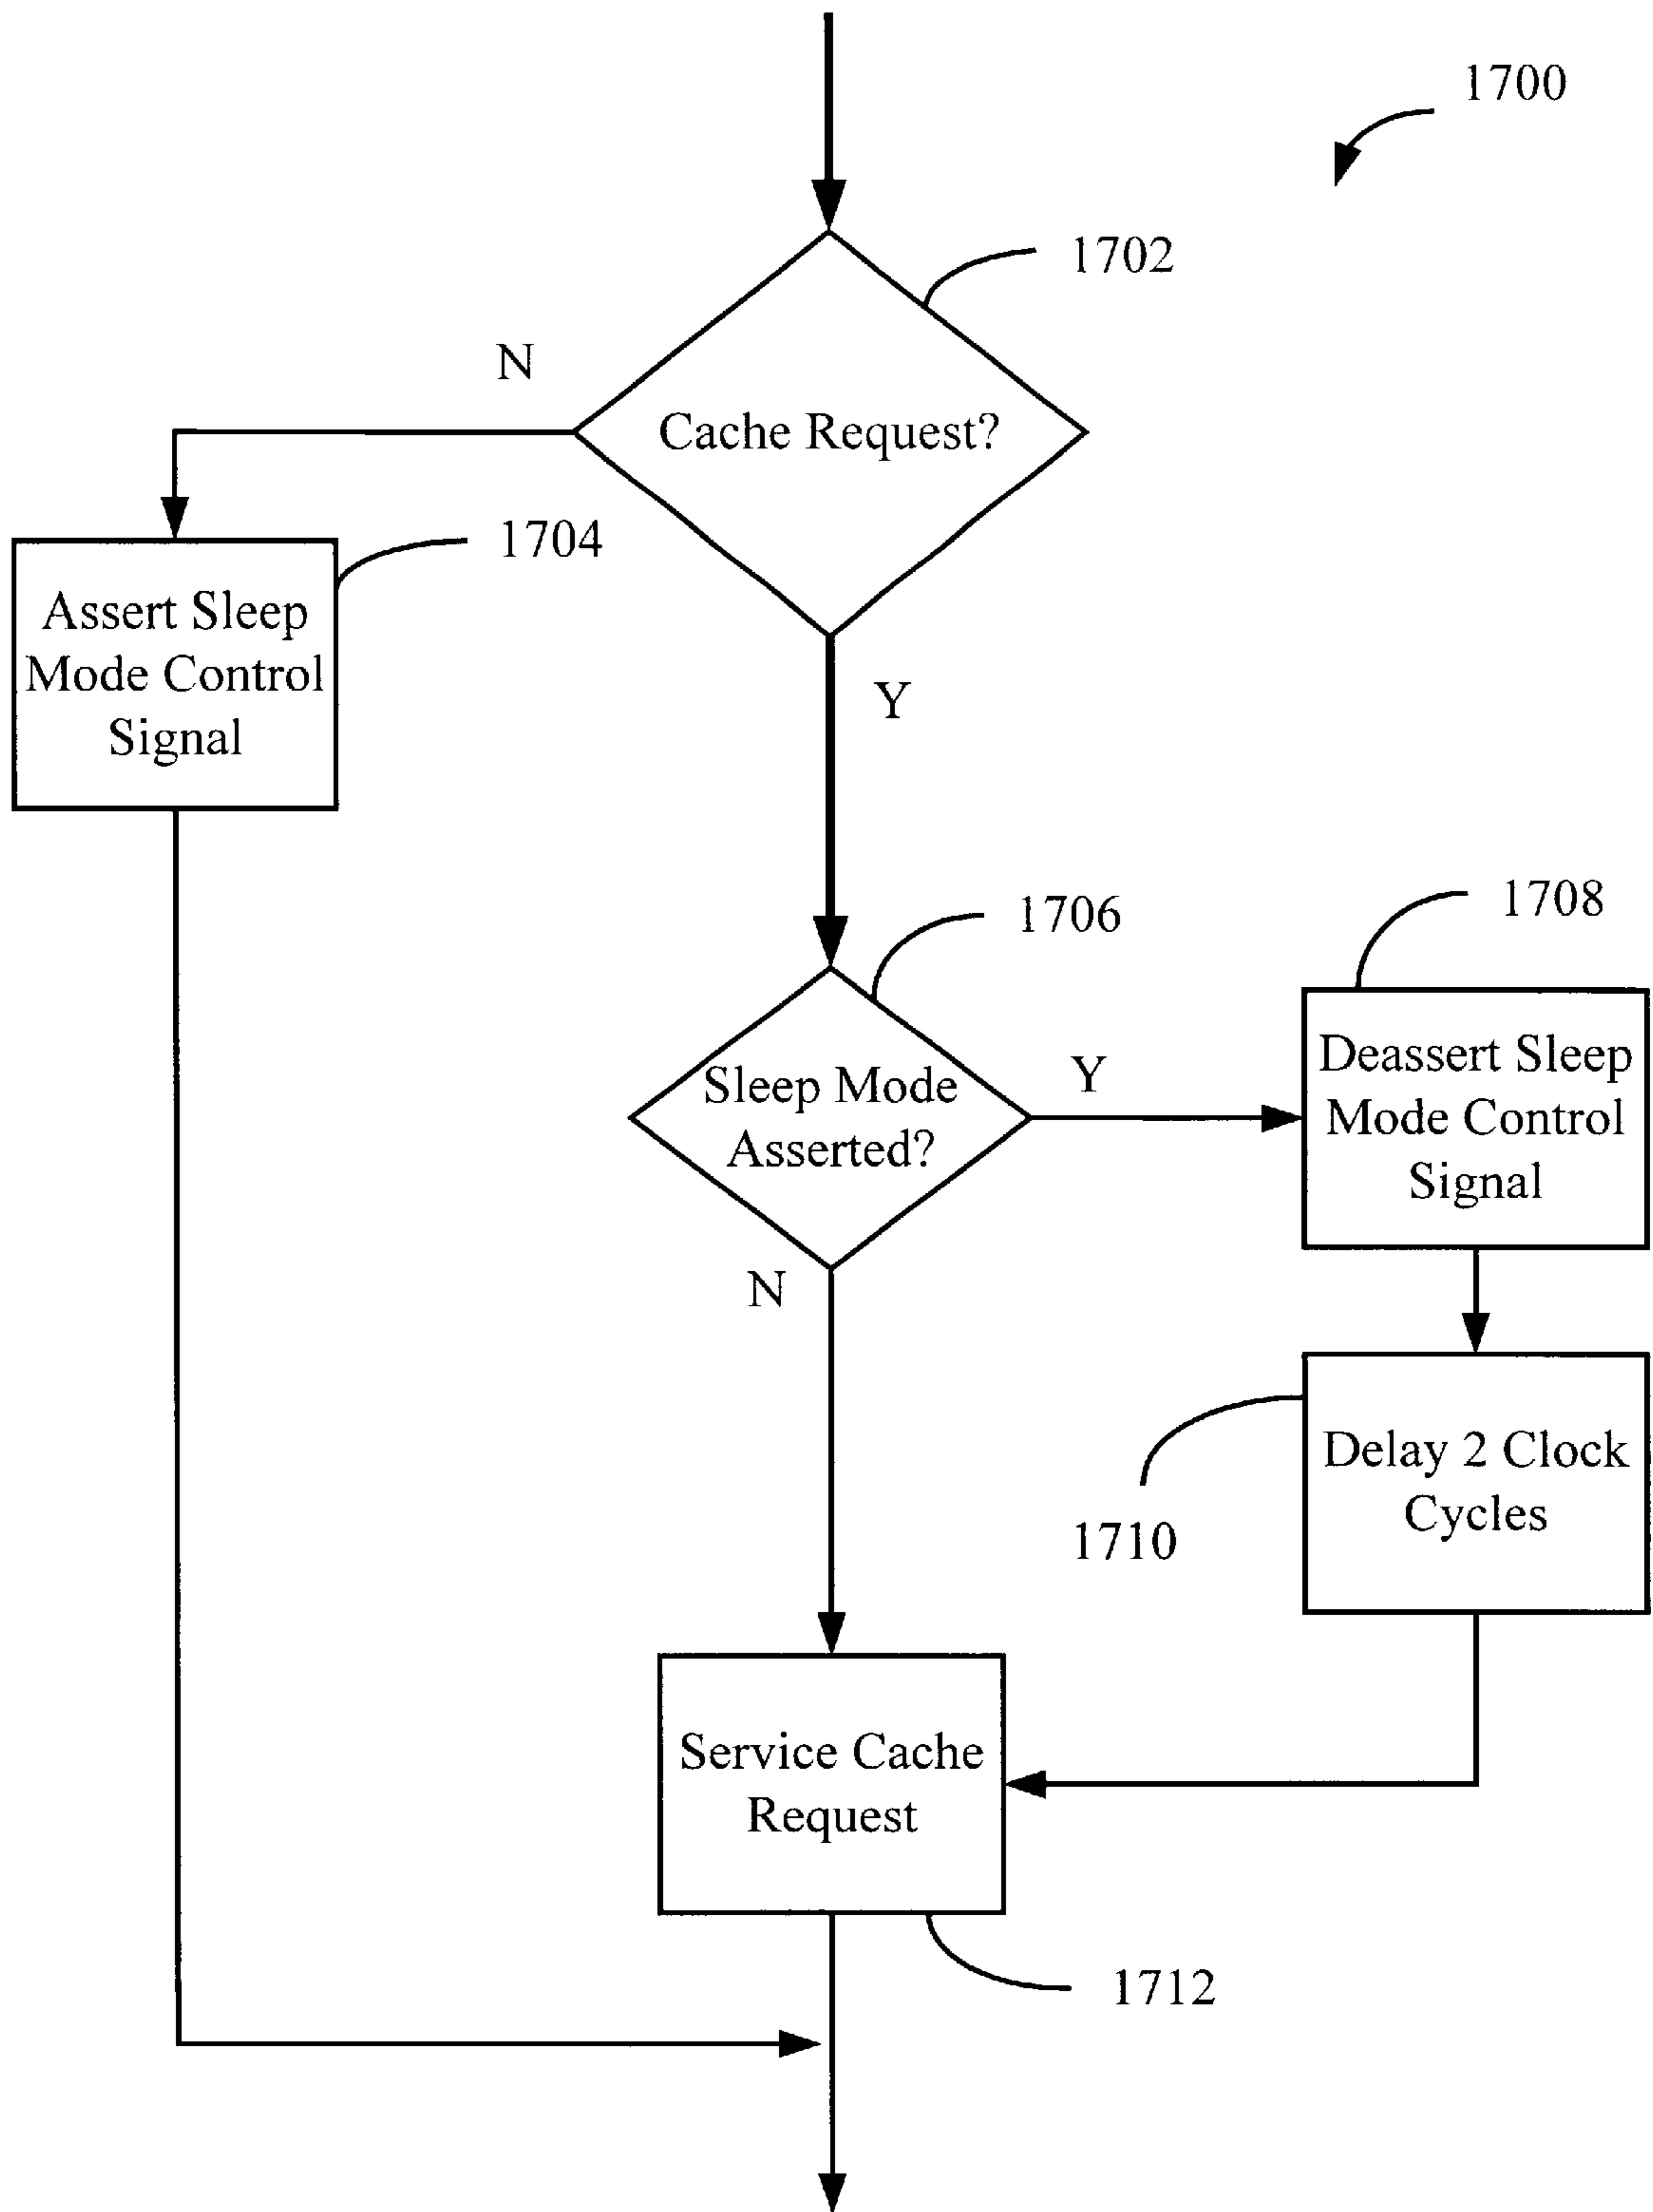 1700
1702
N
Cache Request?
1704
Assert Sleep
Mode Control
Signal
Y
1706
1708
Sleep Mode
Asserted?
Y
Deassert Sleep
Mode Control
Signal
N
Delay 2 Clock
Cycles
1710
Service Cache
Request
1712